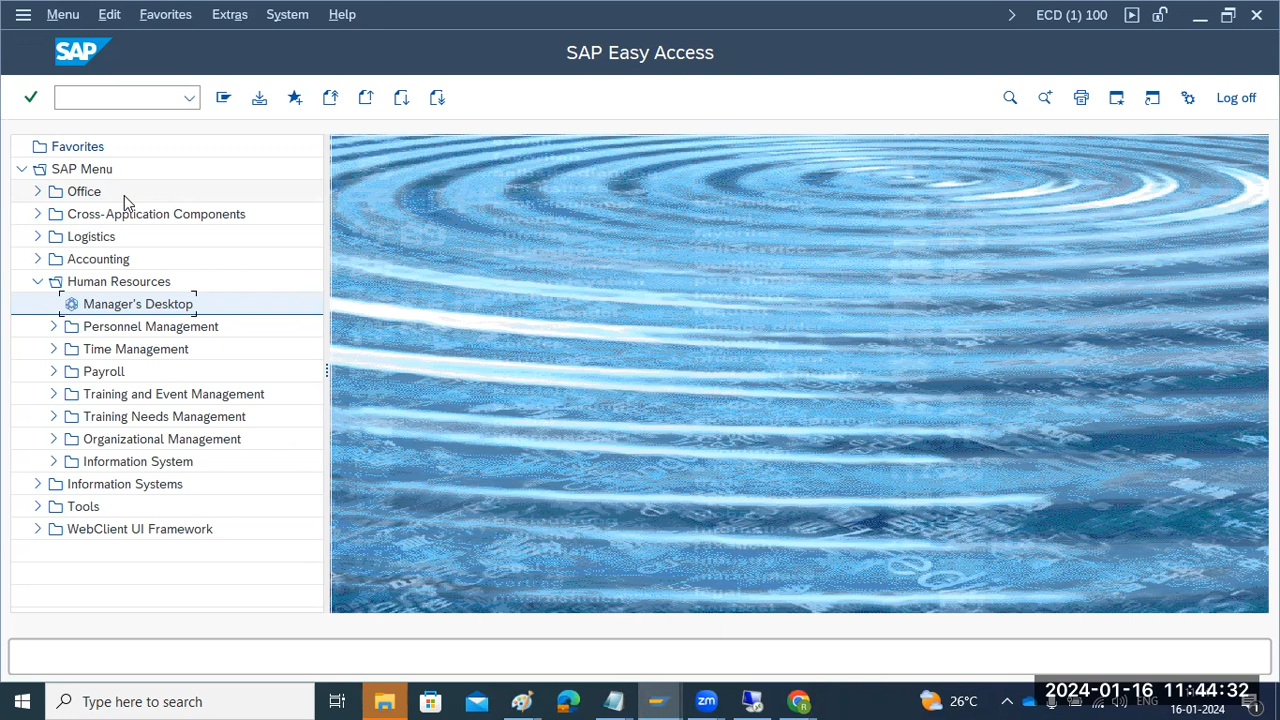 Menu Edit Favorites Extras System Help ECD (1) 100
SAP SAP Easy Access
Log off
Favorites
SAP Menu
Office
Cross-Application Components
Logistics
Accounting
Human Resources
Manager's Desktop
Personnel Management
Time Management
Payroll
Training and Event Management
Training Needs Management
Organizational Management
Information System
Information Systems
Tools
WebClient UI Framework
Type here to search
zm
26°C
ENG
2024-01-16 11:44:32
16-01-2024